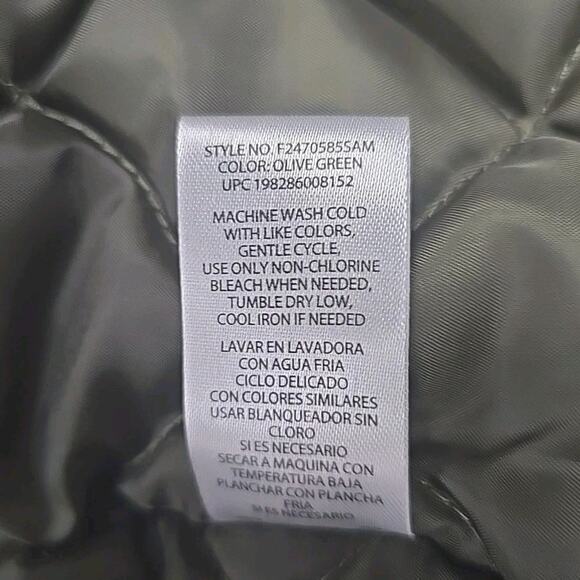 STYLE NO. F2470585SAM
COLOR: OLIVE GREEN
UPC 198286008152
MACHINE WASH COLD
WITH LIKE COLORS,
GENTLE CYCLE,
USE ONLY NON-CHLORINE
BLEACH WHEN NEEDED,
TUMBLE DRY LOW,
COOL IRON IF NEEDED
LAVAR EN LAVADORA
CON AGUA FRIA
CICLO DELICADO
CON COLORES SIMILARES
USAR BLANQUEADOR SIN
CLORO
SI ES NECESARIO
SECAR A MAQUINA CON
TEMPERATURA BAJA
PLANCHAR CON PLANCHA
FRIA
SI ES NECESARIO